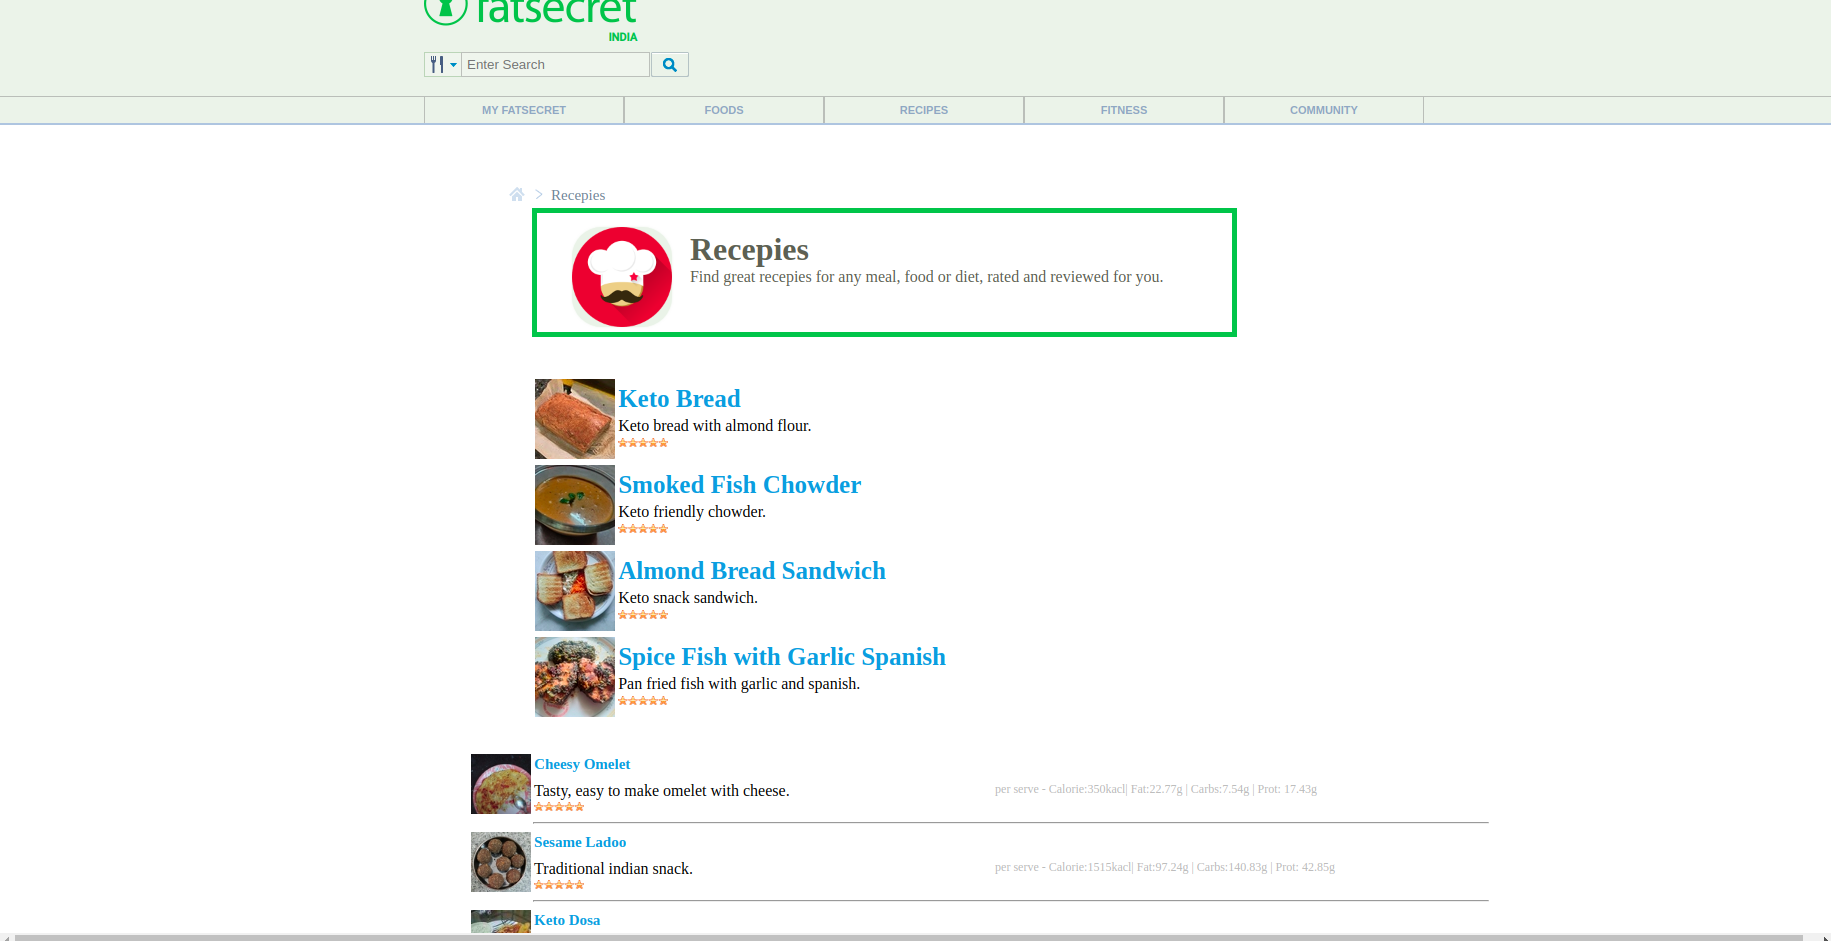 fatsecret
INDIA
Enter Search
MY FATSECRET FOODS RECIPES FITNESS COMMUNITY
Recepies
Recepies
Find great recepies for any meal, food or diet, rated and reviewed for you.
Keto Bread
Keto bread with almond flour.
Smoked Fish Chowder
Keto friendly chowder.
Almond Bread Sandwich
Keto snack sandwich.
Spice Fish with Garlic Spanish
Pan fried fish with garlic and spanish.
Cheesy Omelet
Tasty, easy to make omelet with cheese.
per serve - Calorie:350kacl| Fat:22.77g | Carbs:7.54g | Prot: 17.43g
Sesame Ladoo
Traditional indian snack.
per serve - Calorie:1515kacl| Fat:97.24g | Carbs:140.83g | Prot: 42.85g
Keto Dosa